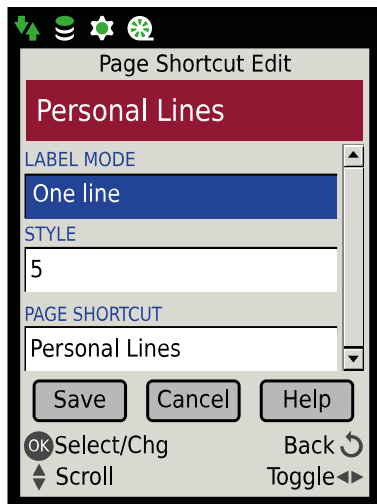 Page Shortcut Edit
Personal Lines
LABEL MODE
One line
STYLE
5
PAGE SHORTCUT
Personal Lines
Save Cancel Help
OK Select/Chg Back
Scroll Toggle